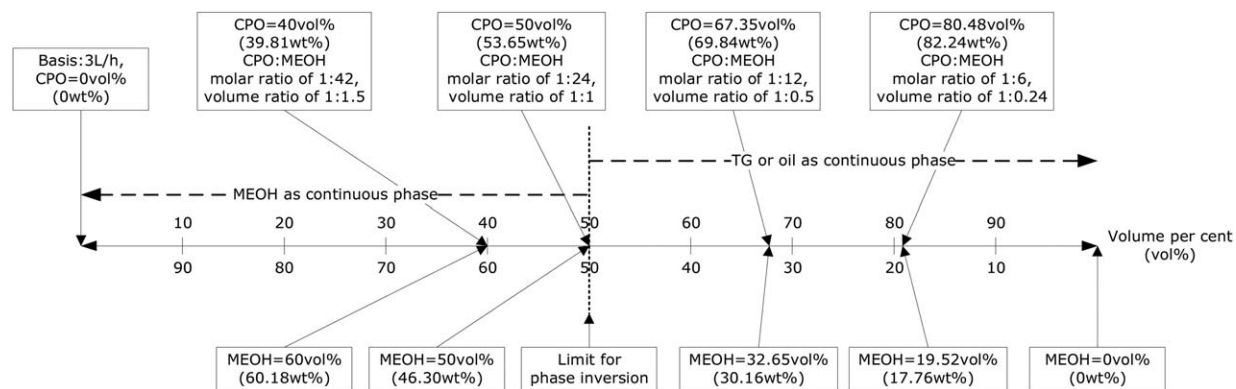 Basis:3L/h,
CPO=0vol%
(0wt%)
CPO=40vol%
(39.81wt%)
CPO:MEOH
molar ratio of 1:42,
volume ratio of 1:1.5
CPO=50vol%
(53.65wt%)
CPO:MEOH
molar ratio of 1:24,
volume ratio of 1:1
CPO=67.35vol%
(69.84wt%)
CPO:MEOH
molar ratio of 1:12,
volume ratio of 1:0.5
CPO=80.48vol%
(82.24wt%)
CPO:MEOH
molar ratio of 1:6,
volume ratio of 1:0.24
TG or oil as continuous phase
MEOH as continuous phase
10 20 30 40 50 60 70 80 90
90 80 70 60 50 40 30 20 10
Volume per cent
(vol%)
MEOH=60vol%
(60.18wt%)
MEOH=50vol%
(46.30wt%)
Limit for
phase inversion
MEOH=32.65vol%
(30.16wt%)
MEOH=19.52vol%
(17.76wt%)
MEOH=0vol%
(0wt%)